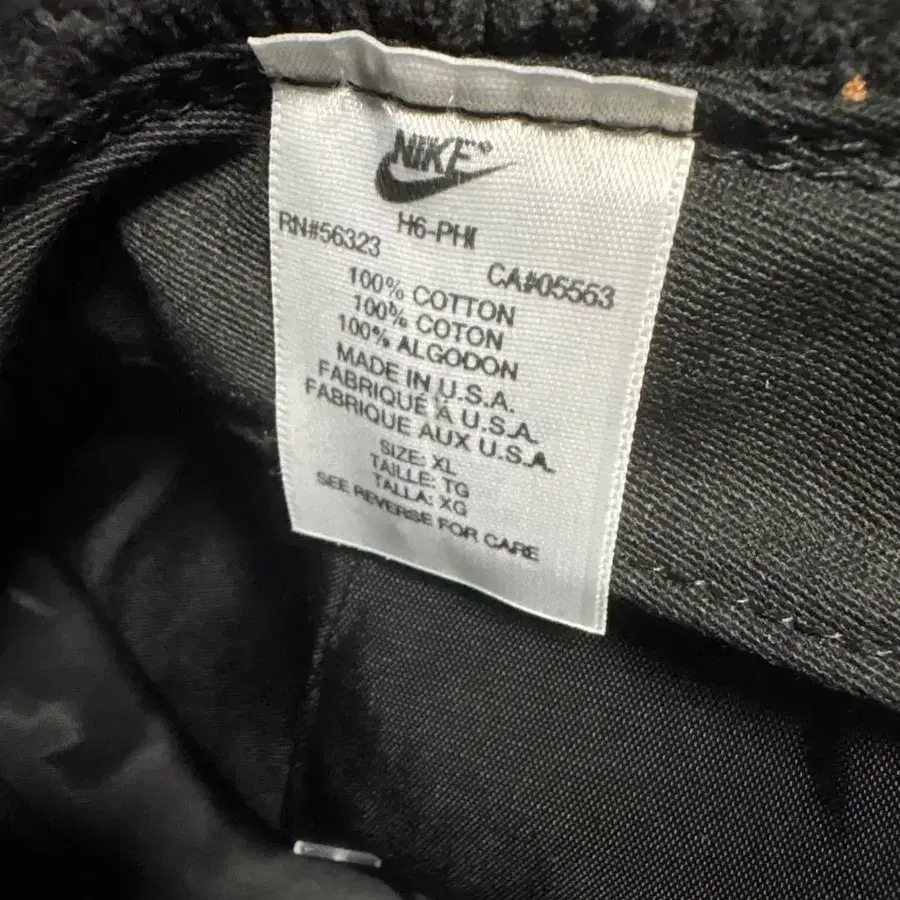 NIKE
H6-PHI
RN#56323
CA#05563
100% COTTON
100% COTON
100% ALGODON
MADE IN U.S.A.
FABRIQUÉ À U.S.A.
FABRIQUE AUX U.S.A.
SIZE: XL
TAILLE: TG
TALLA: XG
SEE REVERSE FOR CARE